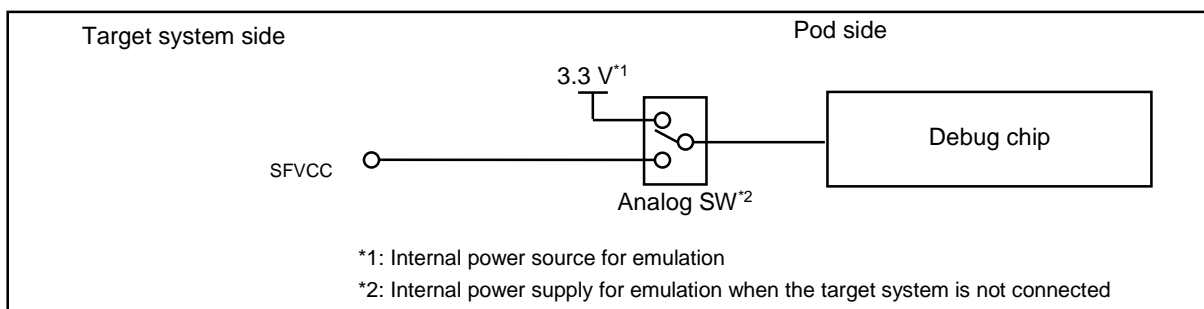 Target system side
Pod side
3.3 V*1
Debug chip
SFVCC
Analog SW*2
*1: Internal power source for emulation
*2: Internal power supply for emulation when the target system is not connected